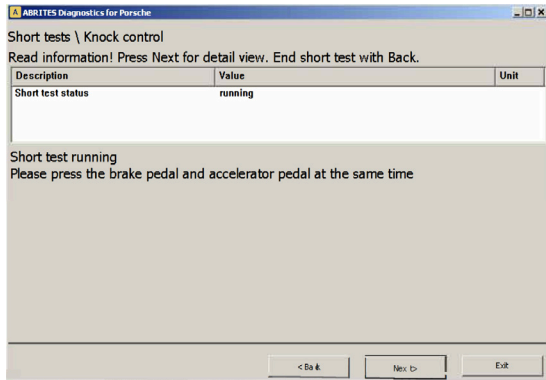 A ABRITES Diagnostics for Porsche
Short tests \ Knock control
Read information! Press Next for detail view. End short test with Back.
Description Value Unit
Short test status running
Short test running
Please press the brake pedal and accelerator pedal at the same time
< Back Next > Exit